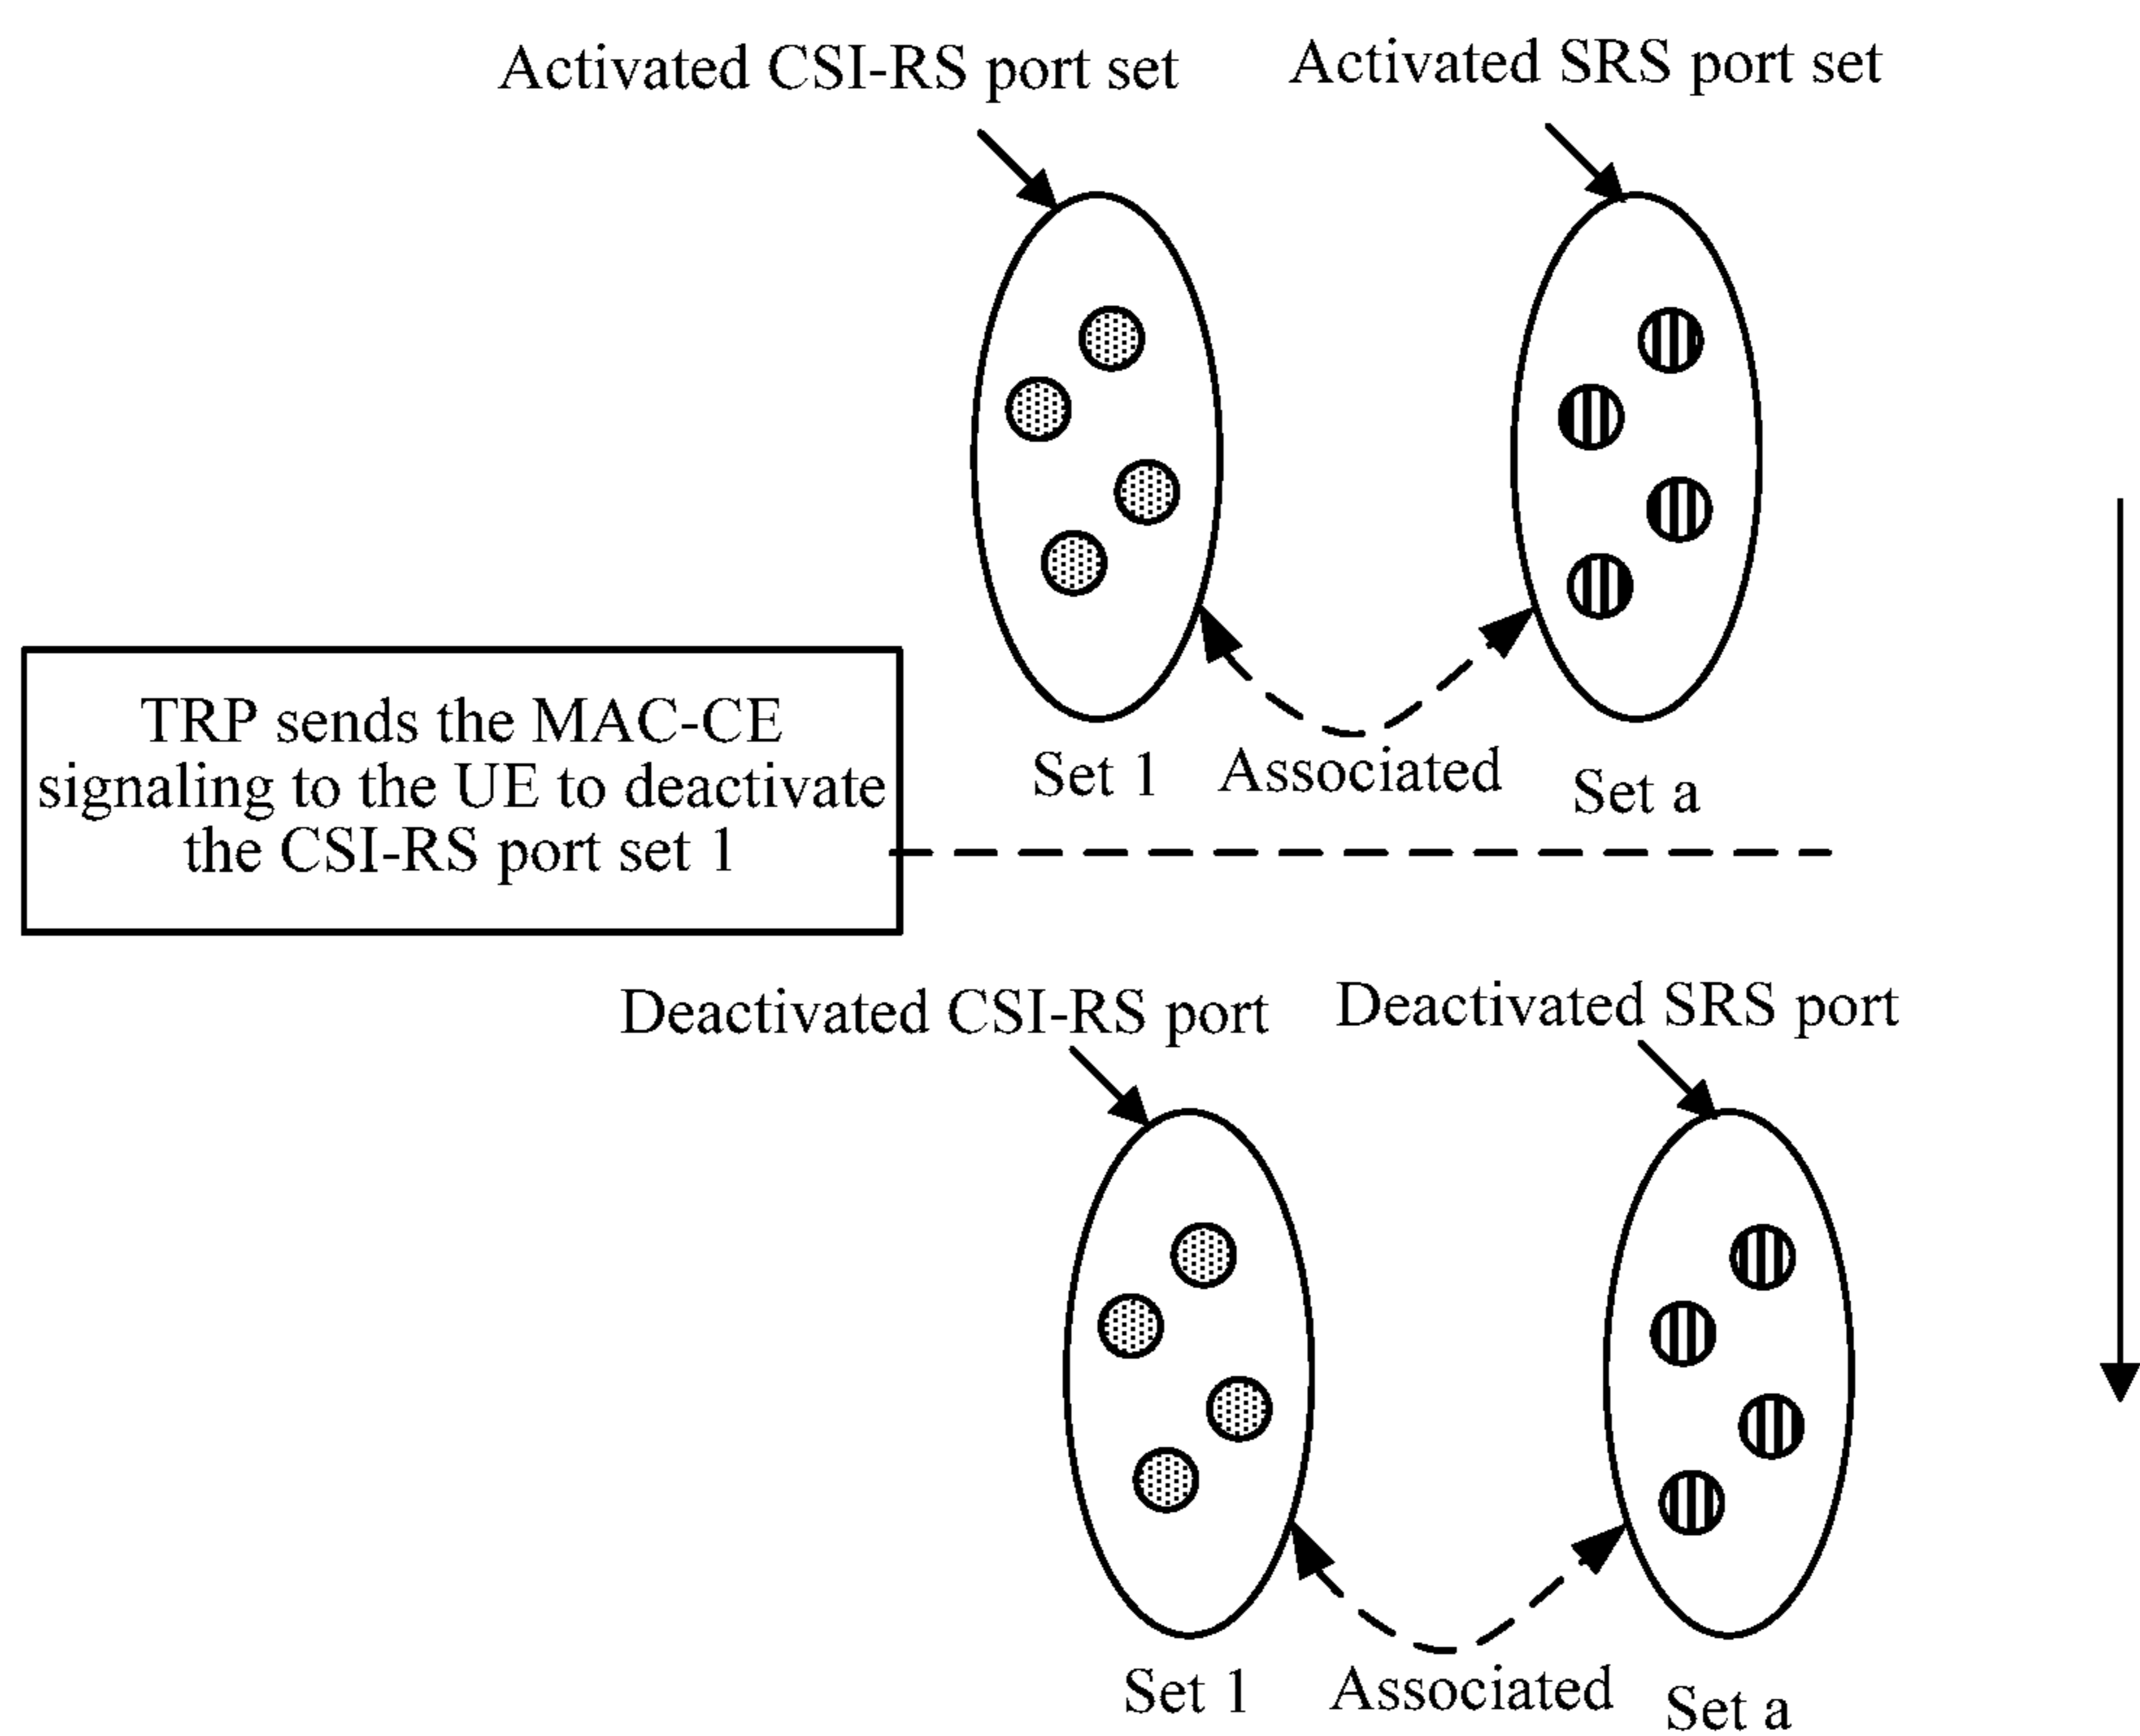 Activated CSI-RS port set
Activated SRS port set
Set 1
Associated
Set a
TRP sends the MAC-CE
signaling to the UE to deactivate
the CSI-RS port set 1
Deactivated CSI-RS port
Deactivated SRS port
Set 1
Associated
Set a